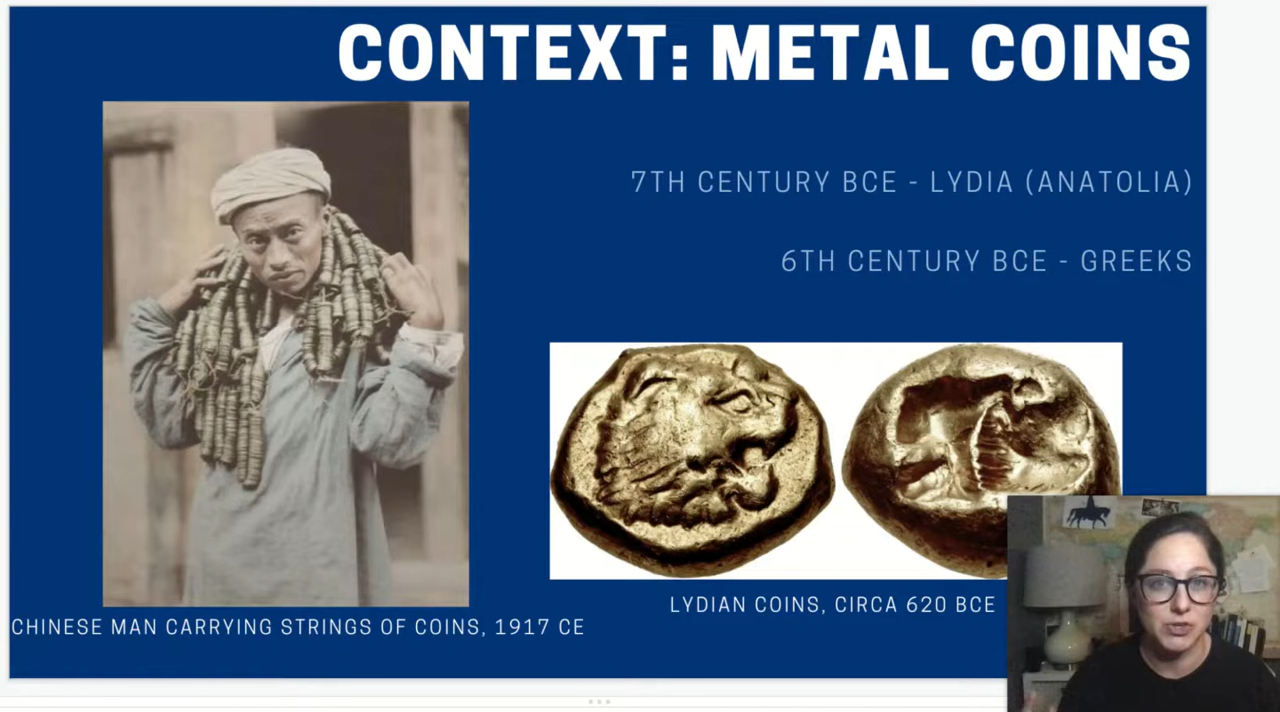 CONTEXT: METAL COINS
7TH CENTURY BCE - LYDIA (ANATOLIA)
6TH CENTURY BCE - GREEKS
LYDIAN COINS, CIRCA 620 BCE
CHINESE MAN CARRYING STRINGS OF COINS, 1917 CE